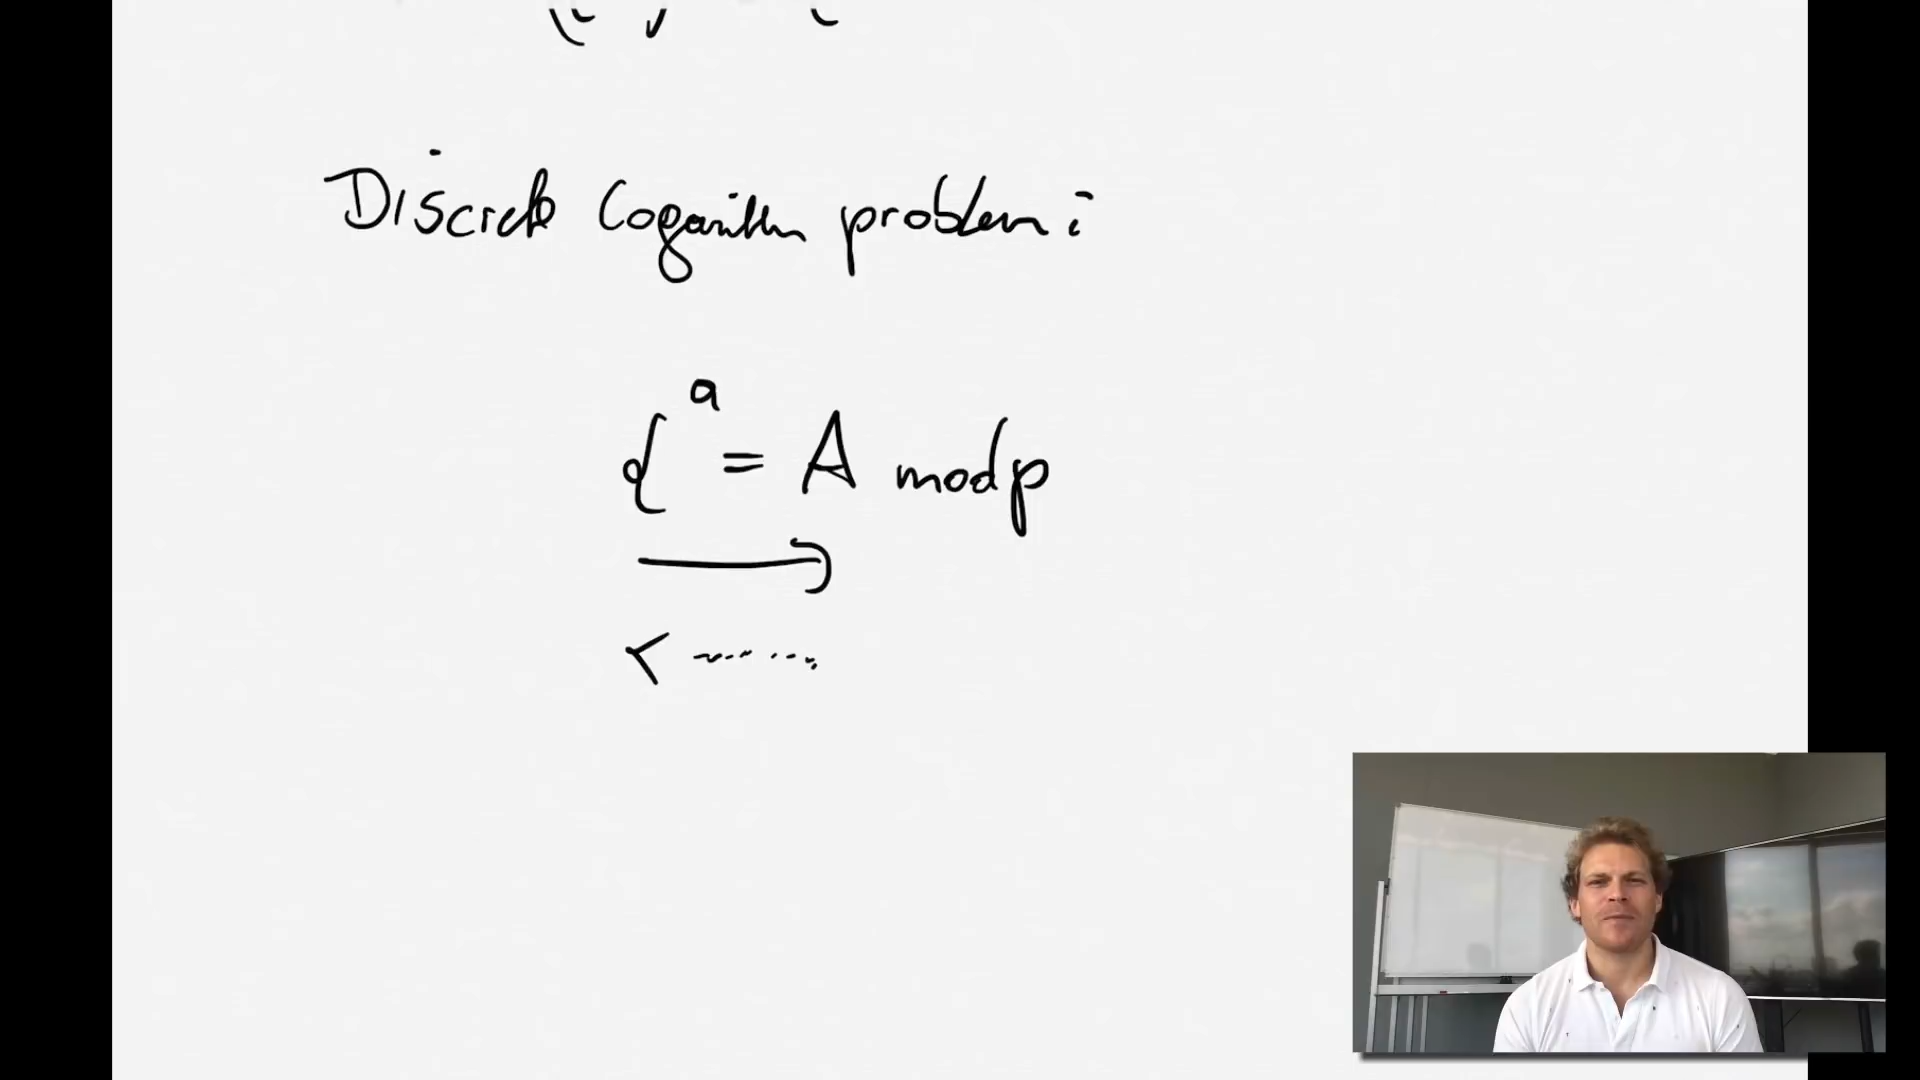 Discrete Logarithm problem:
α^a = A mod p